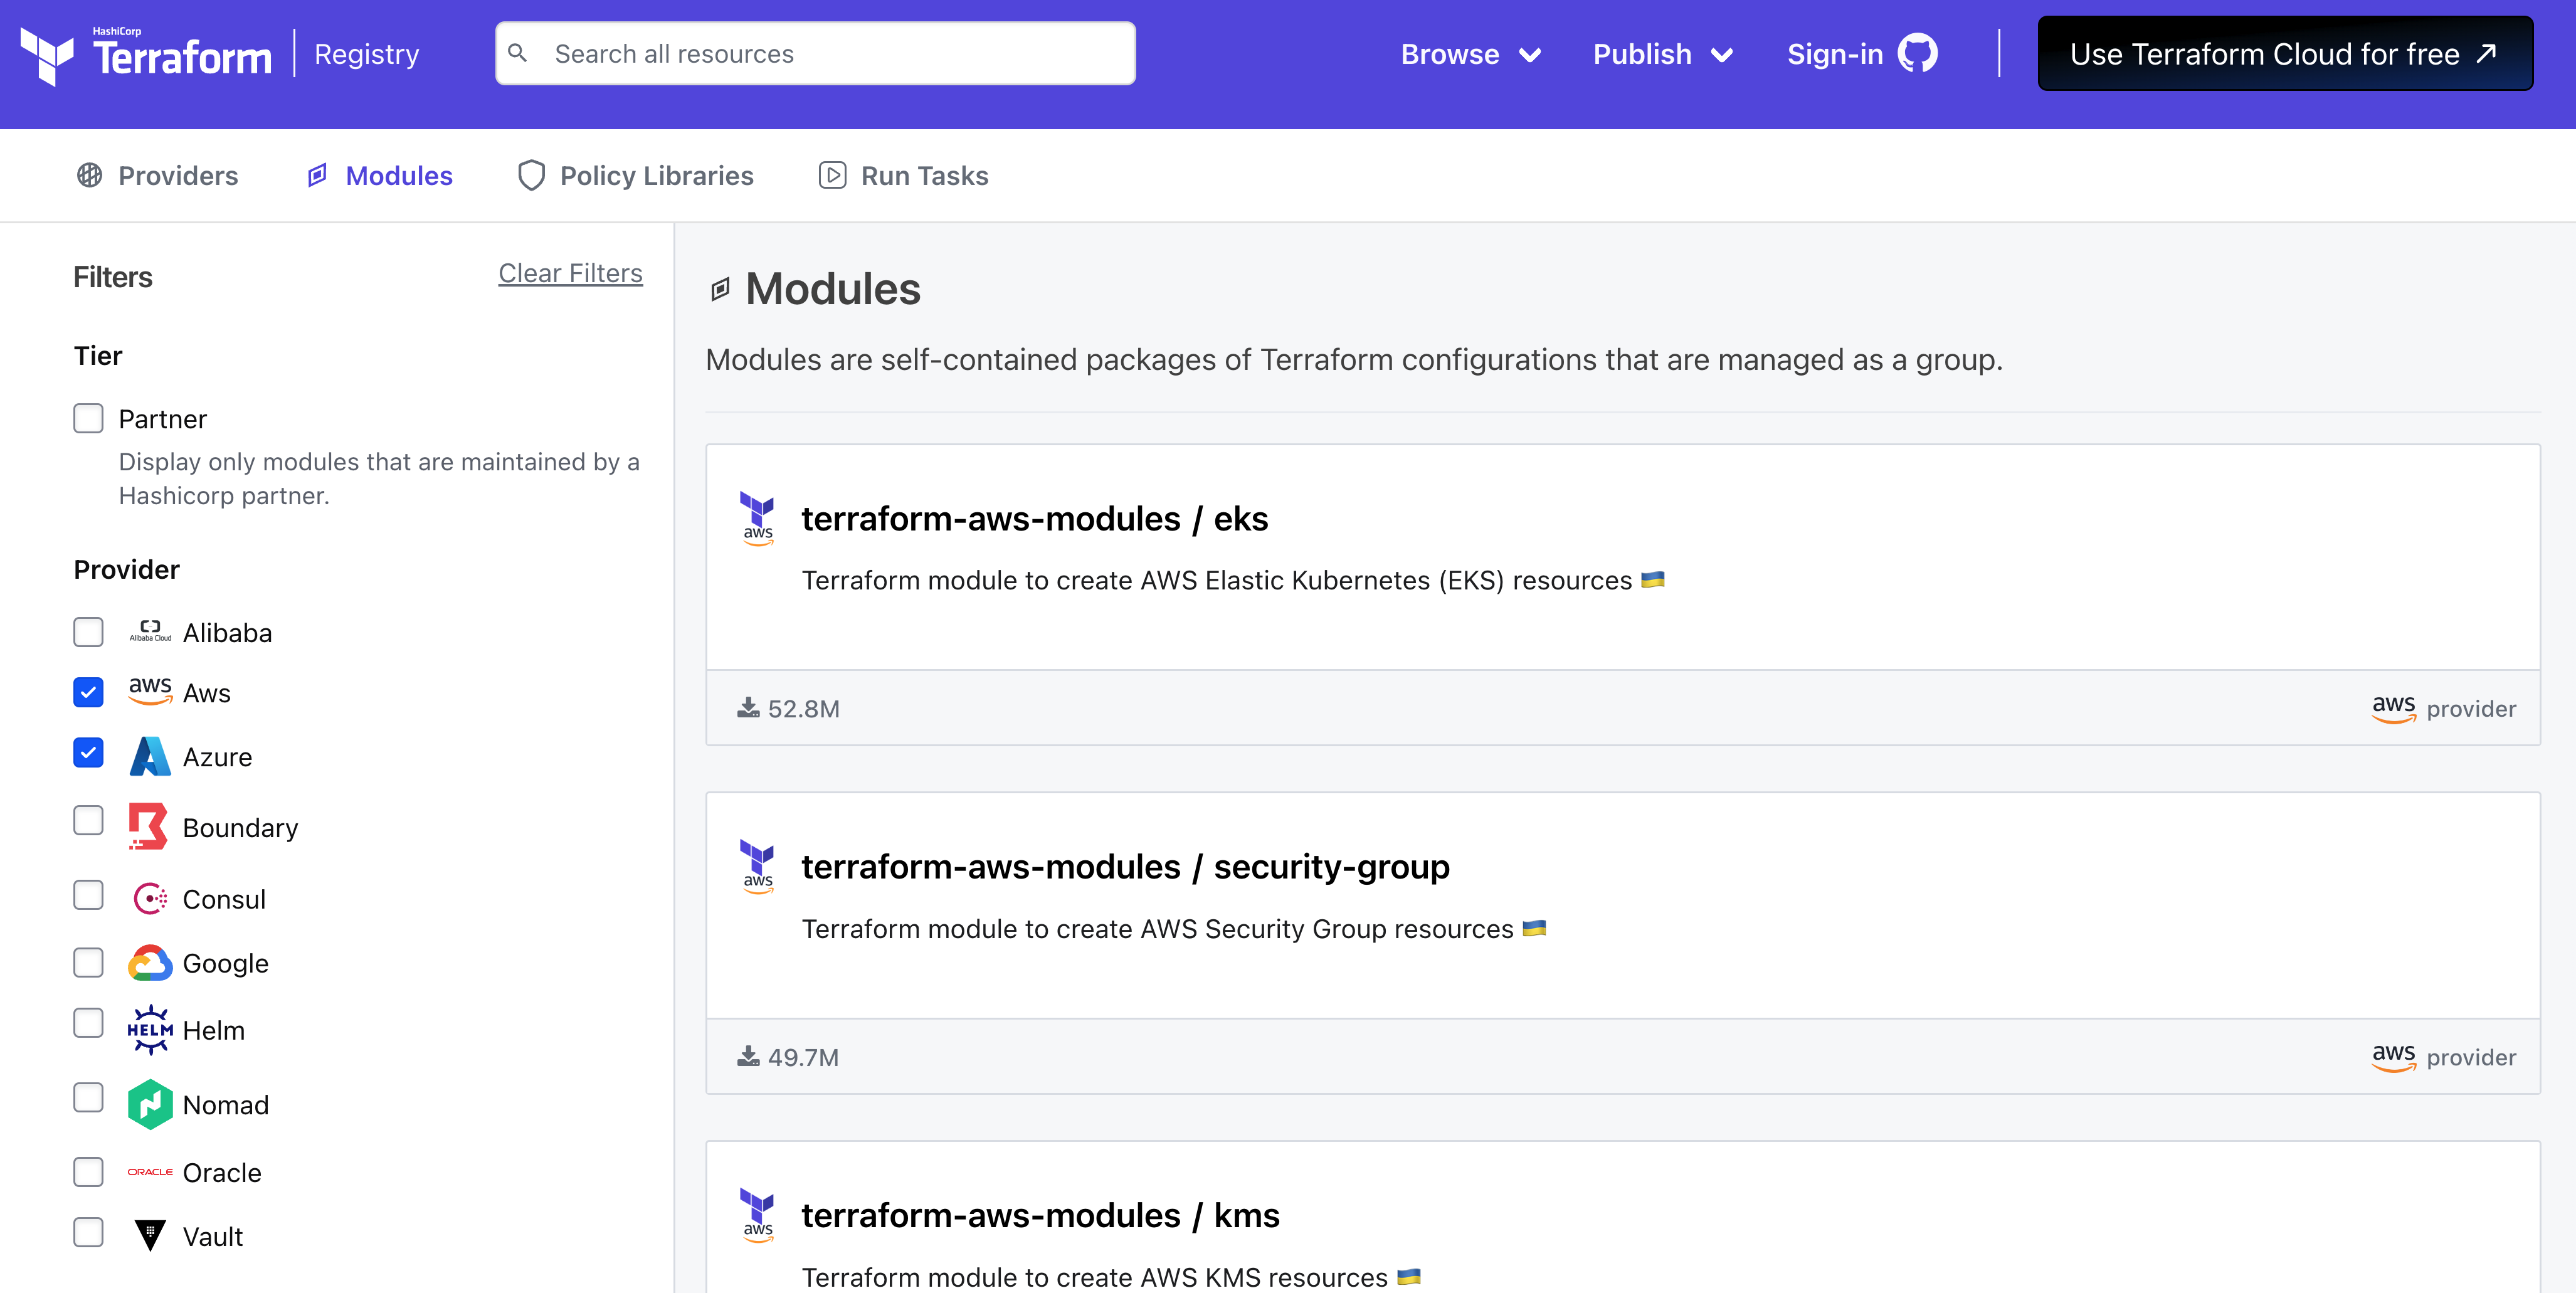 HashiCorp
Terraform
Registry
Search all resources
Browse
Publish
Sign-in
Use Terraform Cloud for free
Providers
Modules
Policy Libraries
Run Tasks
Filters
Clear Filters
Tier
Partner
Display only modules that are maintained by a
Hashicorp partner.
Provider
Alibaba Cloud
Alibaba
aws
Aws
Azure
Boundary
Consul
Google
HELM
Helm
Nomad
ORACLE
Oracle
Vault
Modules
Modules are self-contained packages of Terraform configurations that are managed as a group.
aws
terraform-aws-modules / eks
Terraform module to create AWS Elastic Kubernetes (EKS) resources 🇺🇦
52.8M
aws provider
aws
terraform-aws-modules / security-group
Terraform module to create AWS Security Group resources 🇺🇦
49.7M
aws provider
aws
terraform-aws-modules / kms
Terraform module to create AWS KMS resources 🇺🇦